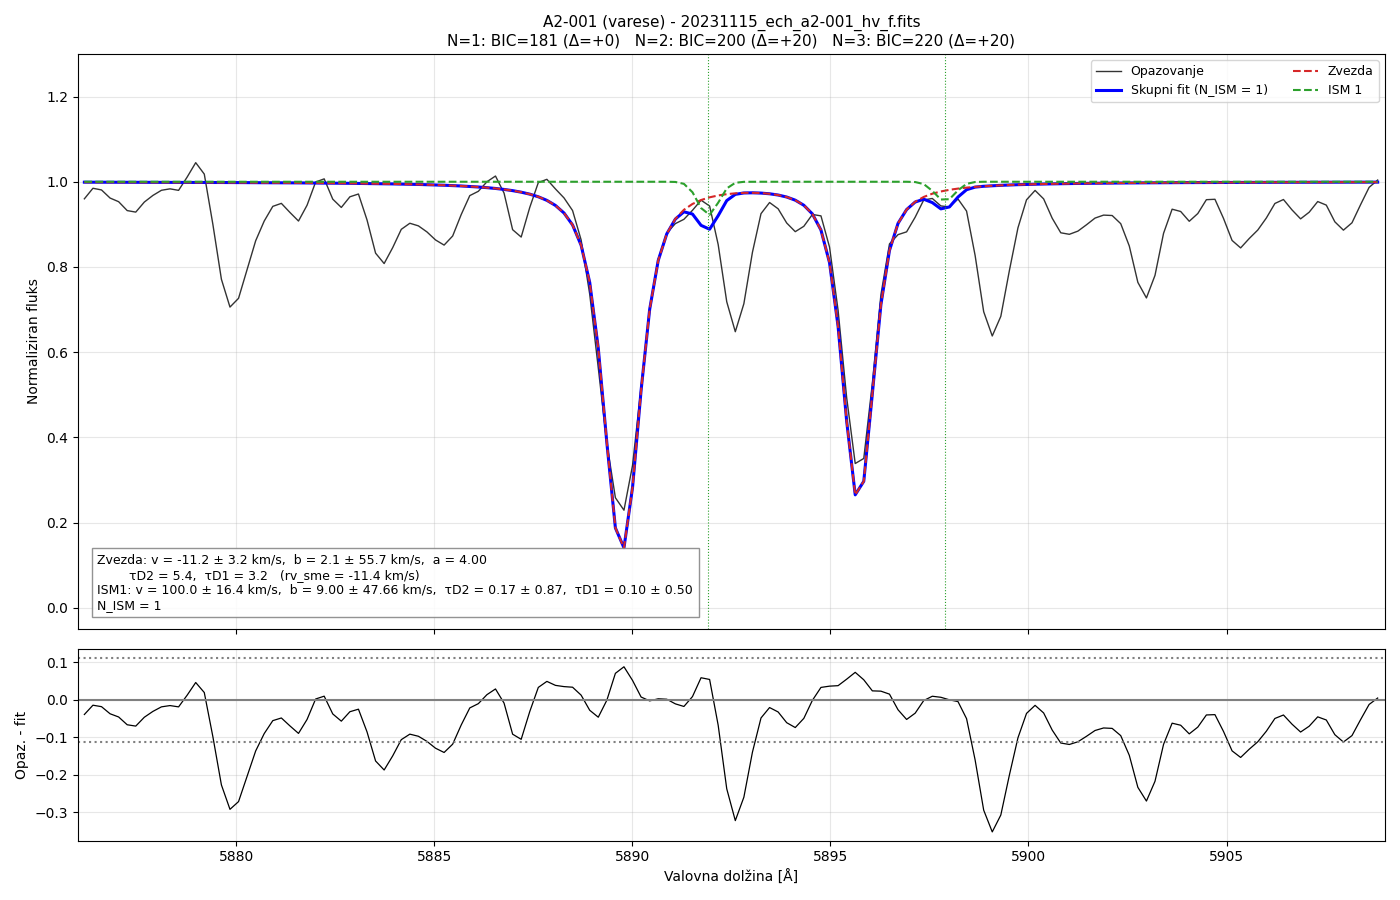 A2-001 (varese) - 20231115_ech_a2-001_hv_f.fits
N=1: BIC=181 (Δ=+0)   N=2: BIC=200 (Δ=+20)   N=3: BIC=220 (Δ=+20)
Opazovanje
Skupni fit (N_ISM = 1)
Zvezda
ISM 1
Normaliziran fluks
1.2
1.0
0.8
0.6
0.4
0.2
0.0
Zvezda: v = -11.2 ± 3.2 km/s,  b = 2.1 ± 55.7 km/s,  a = 4.00
τD2 = 5.4,  τD1 = 3.2   (rv_sme = -11.4 km/s)
ISM1: v = 100.0 ± 16.4 km/s,  b = 9.00 ± 47.66 km/s,  τD2 = 0.17 ± 0.87,  τD1 = 0.10 ± 0.50
N_ISM = 1
Opaz. - fit
0.1
0.0
−0.1
−0.2
−0.3
5880
5885
5890
5895
5900
5905
Valovna dolžina [Å]